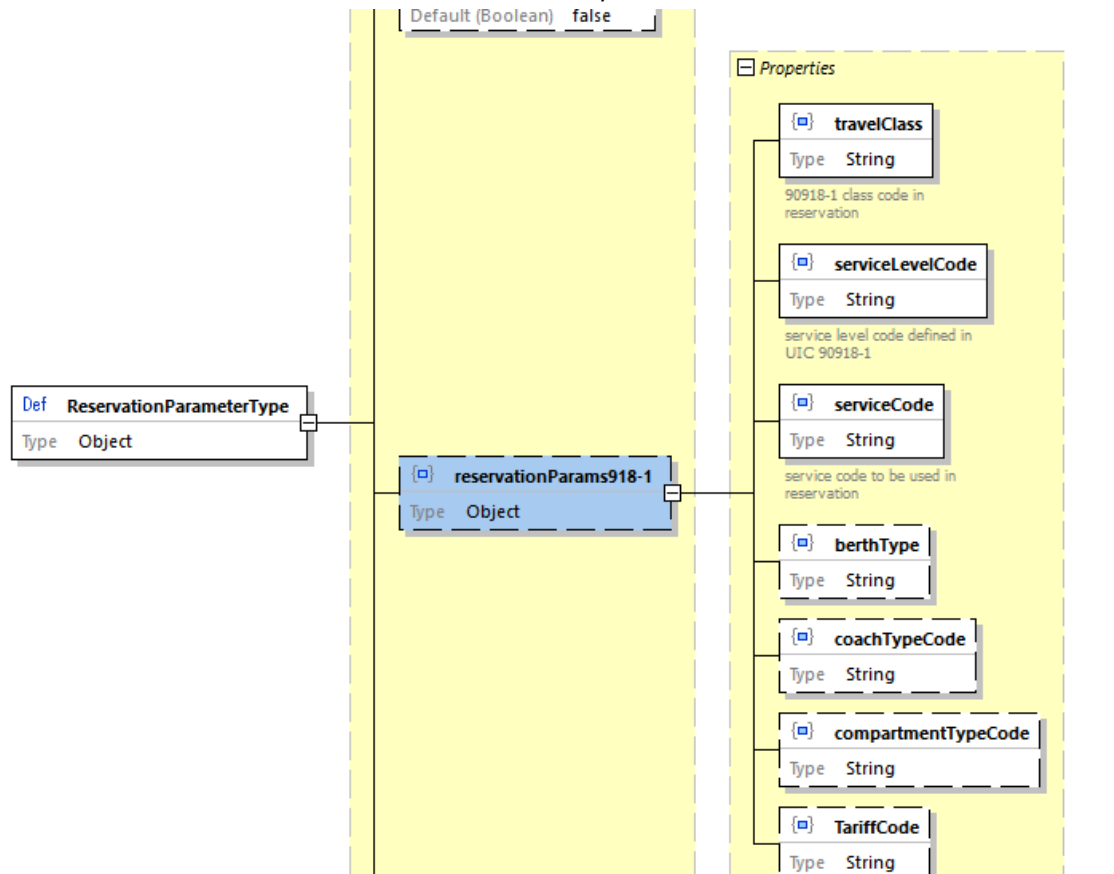 Default (Boolean) false
Properties
travelClass
Type String
90918-1 class code in
reservation
serviceLevelCode
Type String
service level code defined in
UIC 90918-1
serviceCode
Type String
service code to be used in
reservation
Def ReservationParameterType
Type Object
reservationParams918-1
Type Object
berthType
Type String
coachTypeCode
Type String
compartmentTypeCode
Type String
TariffCode
Type String